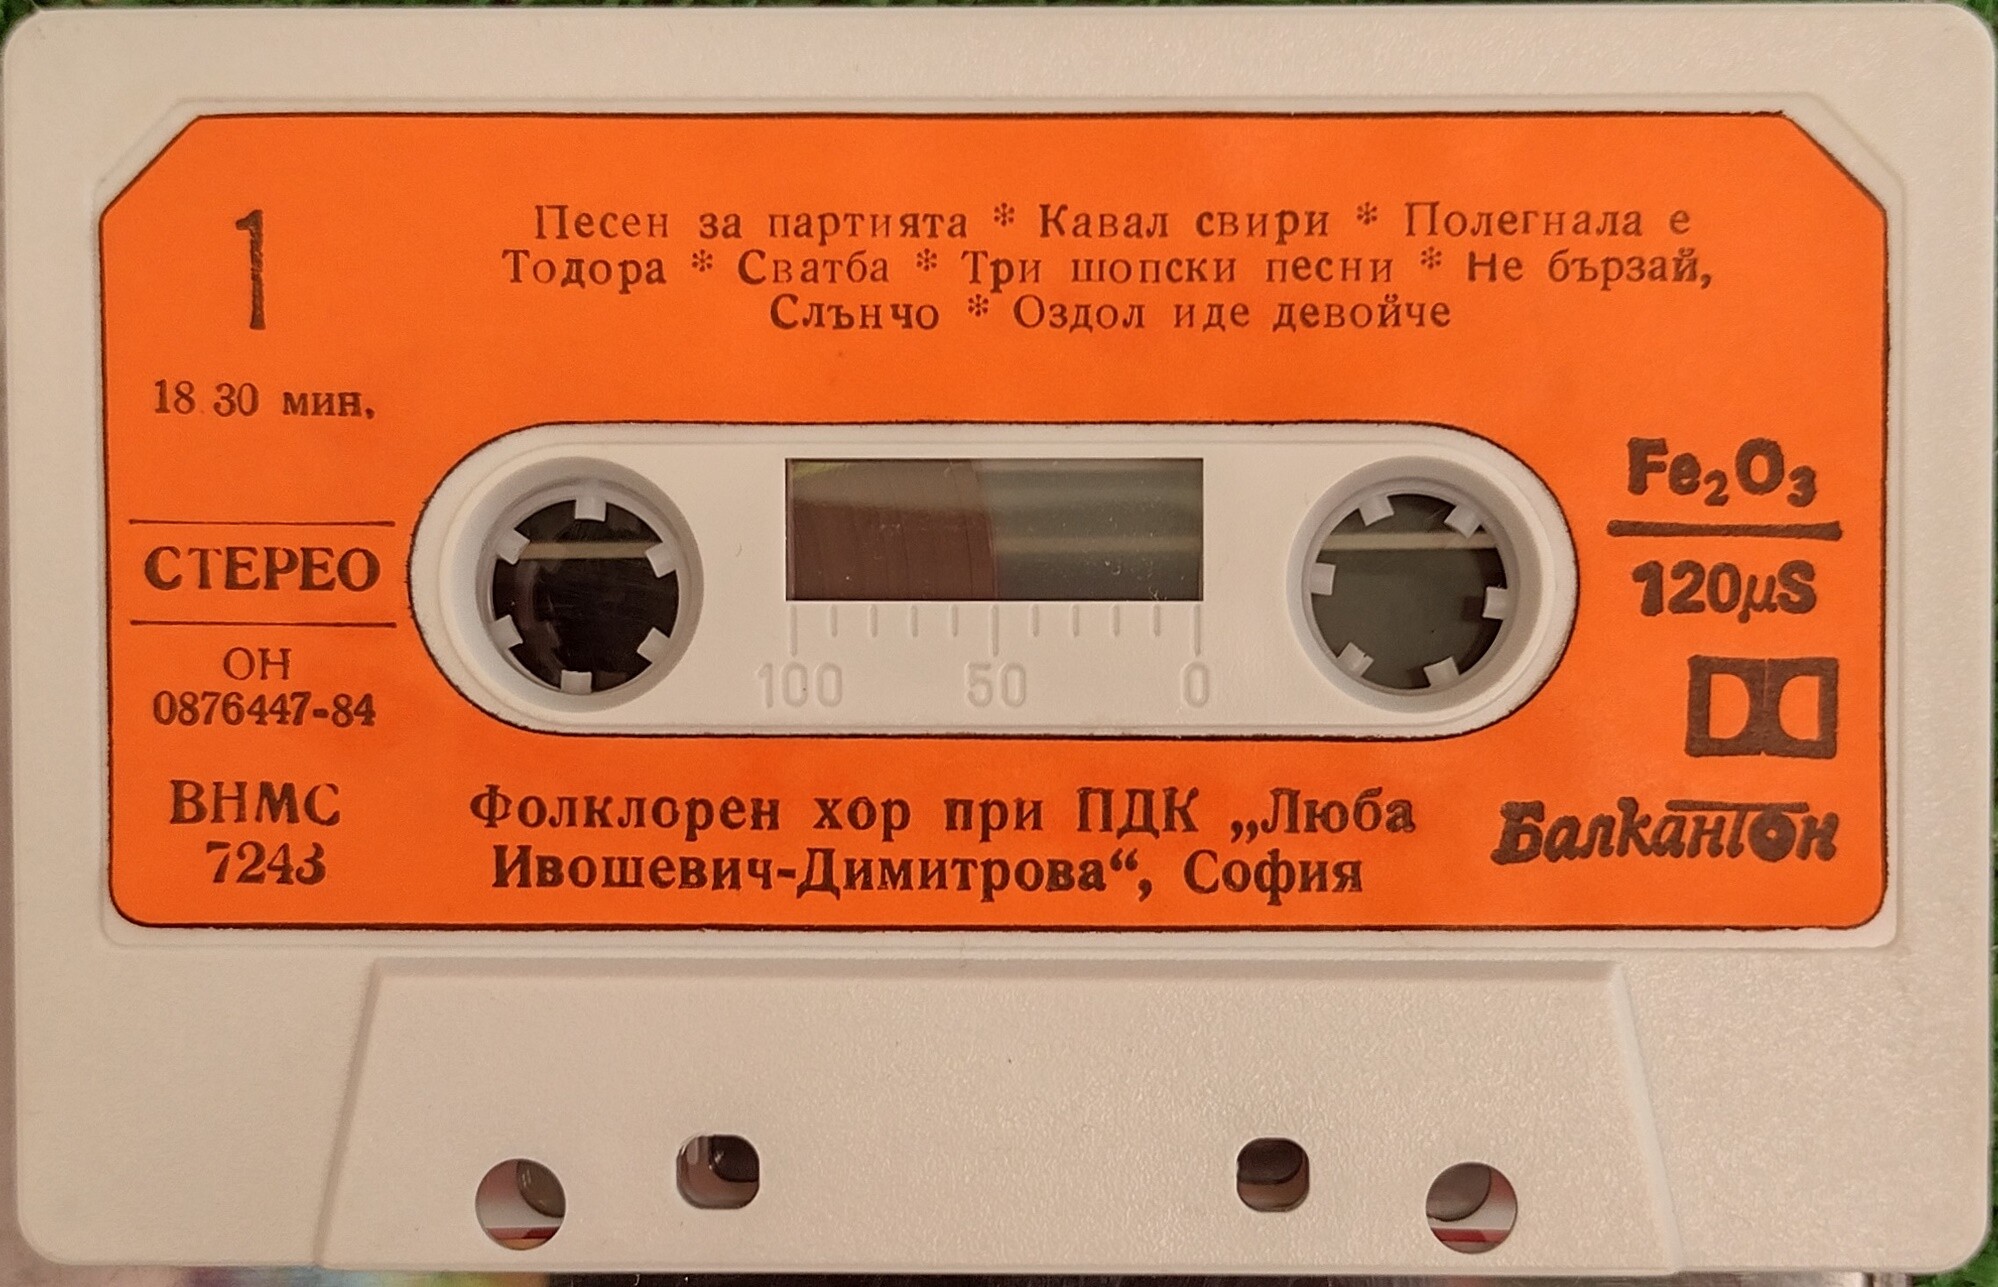 1
Песен за партията * Кавал свири * Полегнала е
Тодора * Сватба * Три шопски песни * Не бързай,
Слънчо * Оздол иде девойче
18.30 мин.
СТЕРЕО
ОН
0876447-84
ВНМС
7243
100 50 0
Fe₂O₃
120µS
Фолклорен хор при ПДК „Люба
Ивошевич-Димитрова“, София
Балкантон